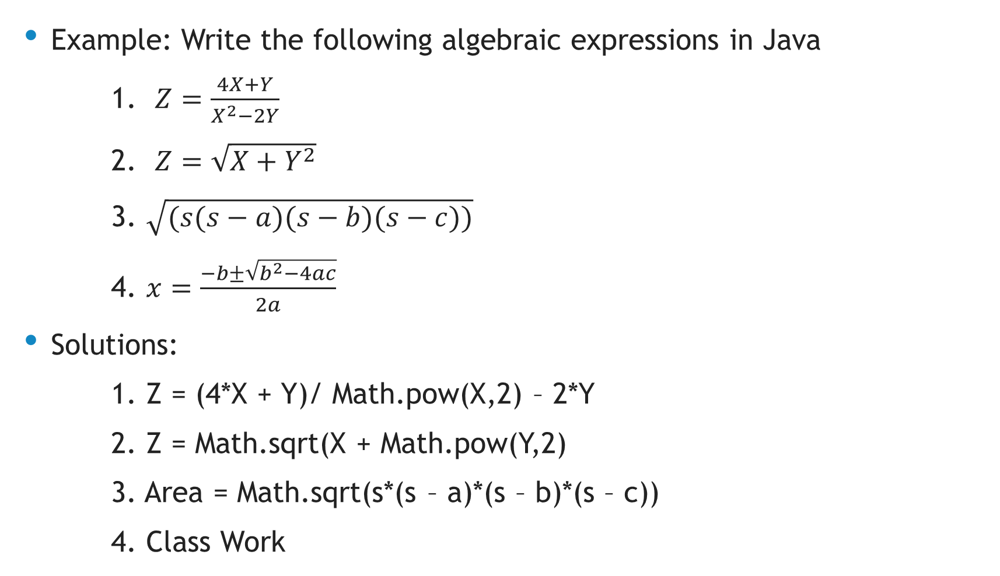 • Example: Write the following algebraic expressions in Java
1. Z = \frac{4X+Y}{X^2-2Y}
2. Z = \sqrt{X + Y^2}
3. \sqrt{(s(s − a)(s − b)(s − c))}
4. x = \frac{-b±\sqrt{b^2-4ac}}{2a}
• Solutions:
1. Z = (4*X + Y)/ Math.pow(X,2) – 2*Y
2. Z = Math.sqrt(X + Math.pow(Y,2)
3. Area = Math.sqrt(s*(s – a)*(s – b)*(s – c))
4. Class Work